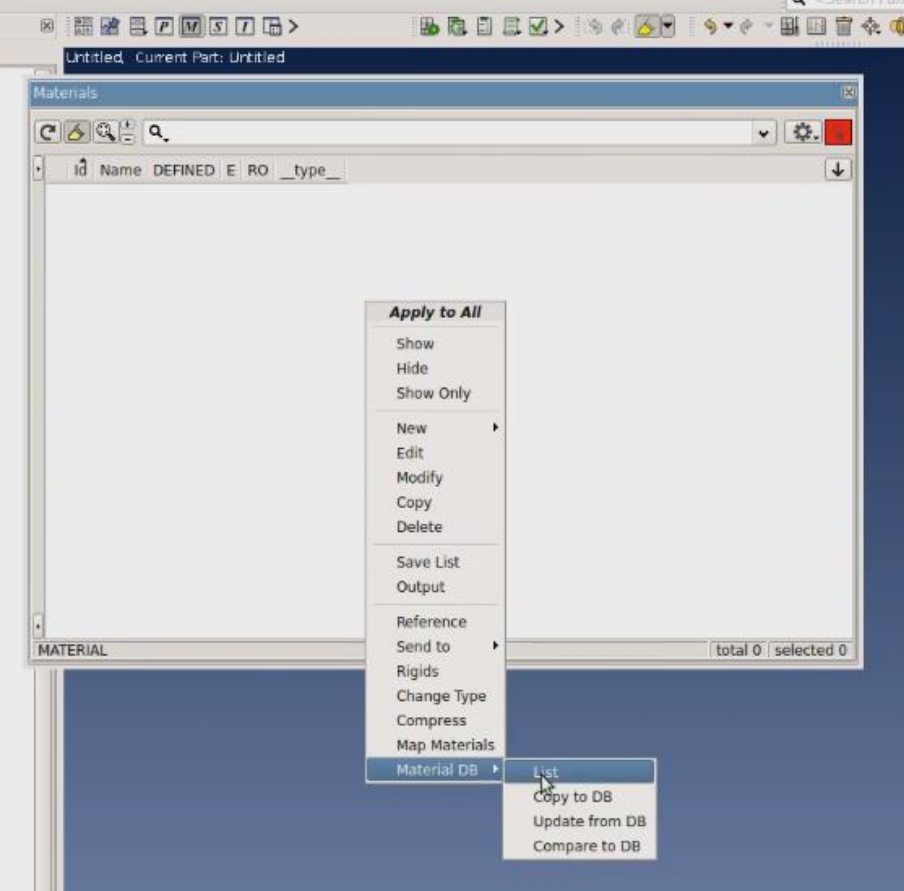 Search Fun
P M S I
Untitled, Current Part: Untitled
Materials
Id Name DEFINED E RO __type__
Apply to All
Show
Hide
Show Only
New
Edit
Modify
Copy
Delete
Save List
Output
Reference
MATERIAL
total 0 selected 0
Send to
Rigids
Change Type
Compress
Map Materials
Material DB
List
Copy to DB
Update from DB
Compare to DB